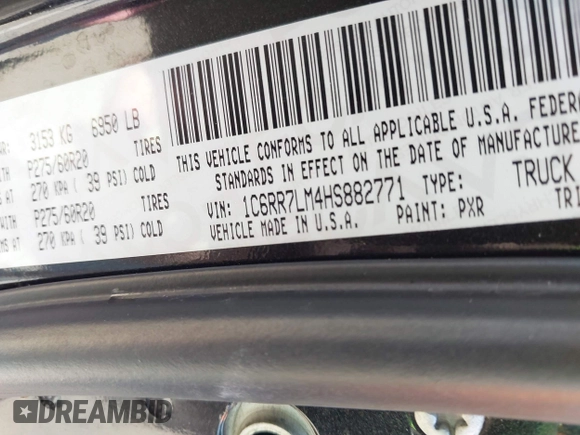 3153 KG 6950 LB
P275/60R20 TIRES
270 KPA ( 39 PSI) COLD
P275/60R20 TIRES
270 KPA ( 39 PSI) COLD
THIS VEHICLE CONFORMS TO ALL APPLICABLE U.S.A. FEDER
STANDARDS IN EFFECT ON THE DATE OF MANUFACTURE
VIN: 1C6RR7LM4HS882771 TYPE: TRUCK
VEHICLE MADE IN U.S.A. PAINT: PXR TRI
DREAMBID